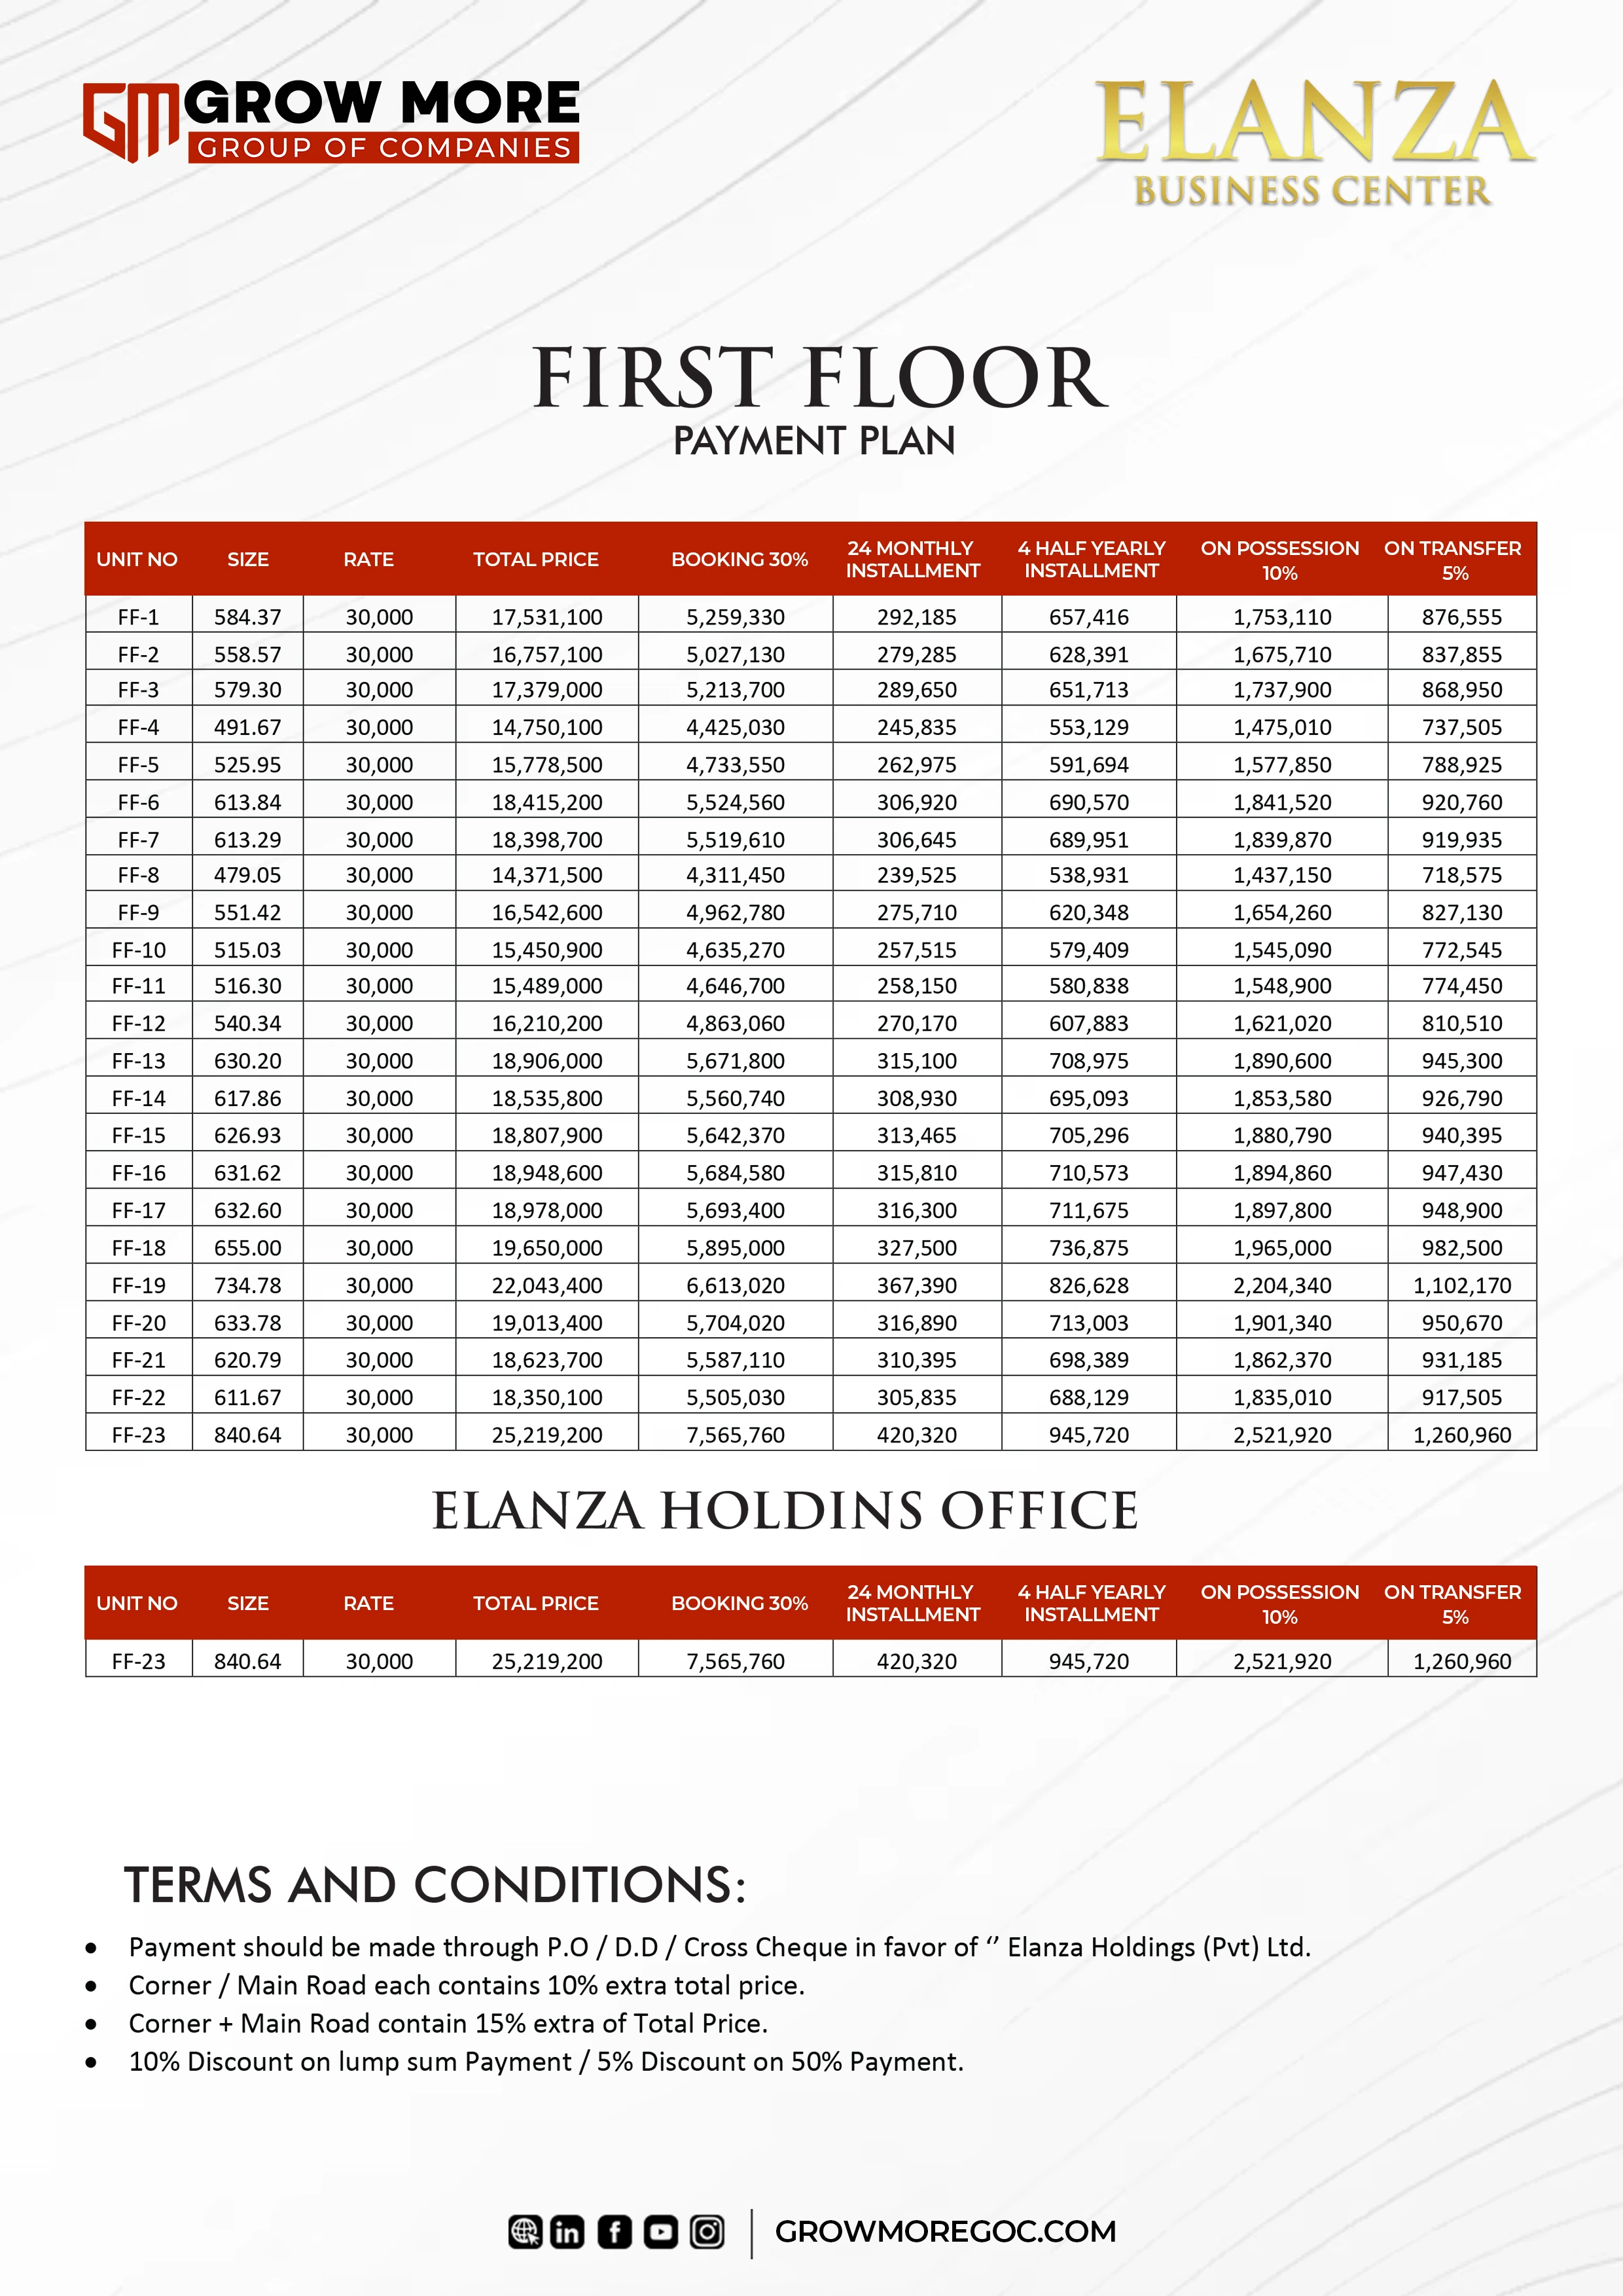 GM GROW MORE
GROUP OF COMPANIES
ELANZA
BUSINESS CENTER
FIRST FLOOR
PAYMENT PLAN
UNIT NO SIZE RATE TOTAL PRICE BOOKING 30% 24 MONTHLY INSTALLMENT 4 HALF YEARLY INSTALLMENT ON POSSESSION 10% ON TRANSFER 5%
FF-1 584.37 30,000 17,531,100 5,259,330 292,185 657,416 1,753,110 876,555
FF-2 558.57 30,000 16,757,100 5,027,130 279,285 628,391 1,675,710 837,855
FF-3 579.30 30,000 17,379,000 5,213,700 289,650 651,713 1,737,900 868,950
FF-4 491.67 30,000 14,750,100 4,425,030 245,835 553,129 1,475,010 737,505
FF-5 525.95 30,000 15,778,500 4,733,550 262,975 591,694 1,577,850 788,925
FF-6 613.84 30,000 18,415,200 5,524,560 306,920 690,570 1,841,520 920,760
FF-7 613.29 30,000 18,398,700 5,519,610 306,645 689,951 1,839,870 919,935
FF-8 479.05 30,000 14,371,500 4,311,450 239,525 538,931 1,437,150 718,575
FF-9 551.42 30,000 16,542,600 4,962,780 275,710 620,348 1,654,260 827,130
FF-10 515.03 30,000 15,450,900 4,635,270 257,515 579,409 1,545,090 772,545
FF-11 516.30 30,000 15,489,000 4,646,700 258,150 580,838 1,548,900 774,450
FF-12 540.34 30,000 16,210,200 4,863,060 270,170 607,883 1,621,020 810,510
FF-13 630.20 30,000 18,906,000 5,671,800 315,100 708,975 1,890,600 945,300
FF-14 617.86 30,000 18,535,800 5,560,740 308,930 695,093 1,853,580 926,790
FF-15 626.93 30,000 18,807,900 5,642,370 313,465 705,296 1,880,790 940,395
FF-16 631.62 30,000 18,948,600 5,684,580 315,810 710,573 1,894,860 947,430
FF-17 632.60 30,000 18,978,000 5,693,400 316,300 711,675 1,897,800 948,900
FF-18 655.00 30,000 19,650,000 5,895,000 327,500 736,875 1,965,000 982,500
FF-19 734.78 30,000 22,043,400 6,613,020 367,390 826,628 2,204,340 1,102,170
FF-20 633.78 30,000 19,013,400 5,704,020 316,890 713,003 1,901,340 950,670
FF-21 620.79 30,000 18,623,700 5,587,110 310,395 698,389 1,862,370 931,185
FF-22 611.67 30,000 18,350,100 5,505,030 305,835 688,129 1,835,010 917,505
FF-23 840.64 30,000 25,219,200 7,565,760 420,320 945,720 2,521,920 1,260,960
ELANZA HOLDINS OFFICE
UNIT NO SIZE RATE TOTAL PRICE BOOKING 30% 24 MONTHLY INSTALLMENT 4 HALF YEARLY INSTALLMENT ON POSSESSION 10% ON TRANSFER 5%
FF-23 840.64 30,000 25,219,200 7,565,760 420,320 945,720 2,521,920 1,260,960
TERMS AND CONDITIONS:
• Payment should be made through P.O / D.D / Cross Cheque in favor of ‘’ Elanza Holdings (Pvt) Ltd.
• Corner / Main Road each contains 10% extra total price.
• Corner + Main Road contain 15% extra of Total Price.
• 10% Discount on lump sum Payment / 5% Discount on 50% Payment.
in f GROWMOREGOC.COM